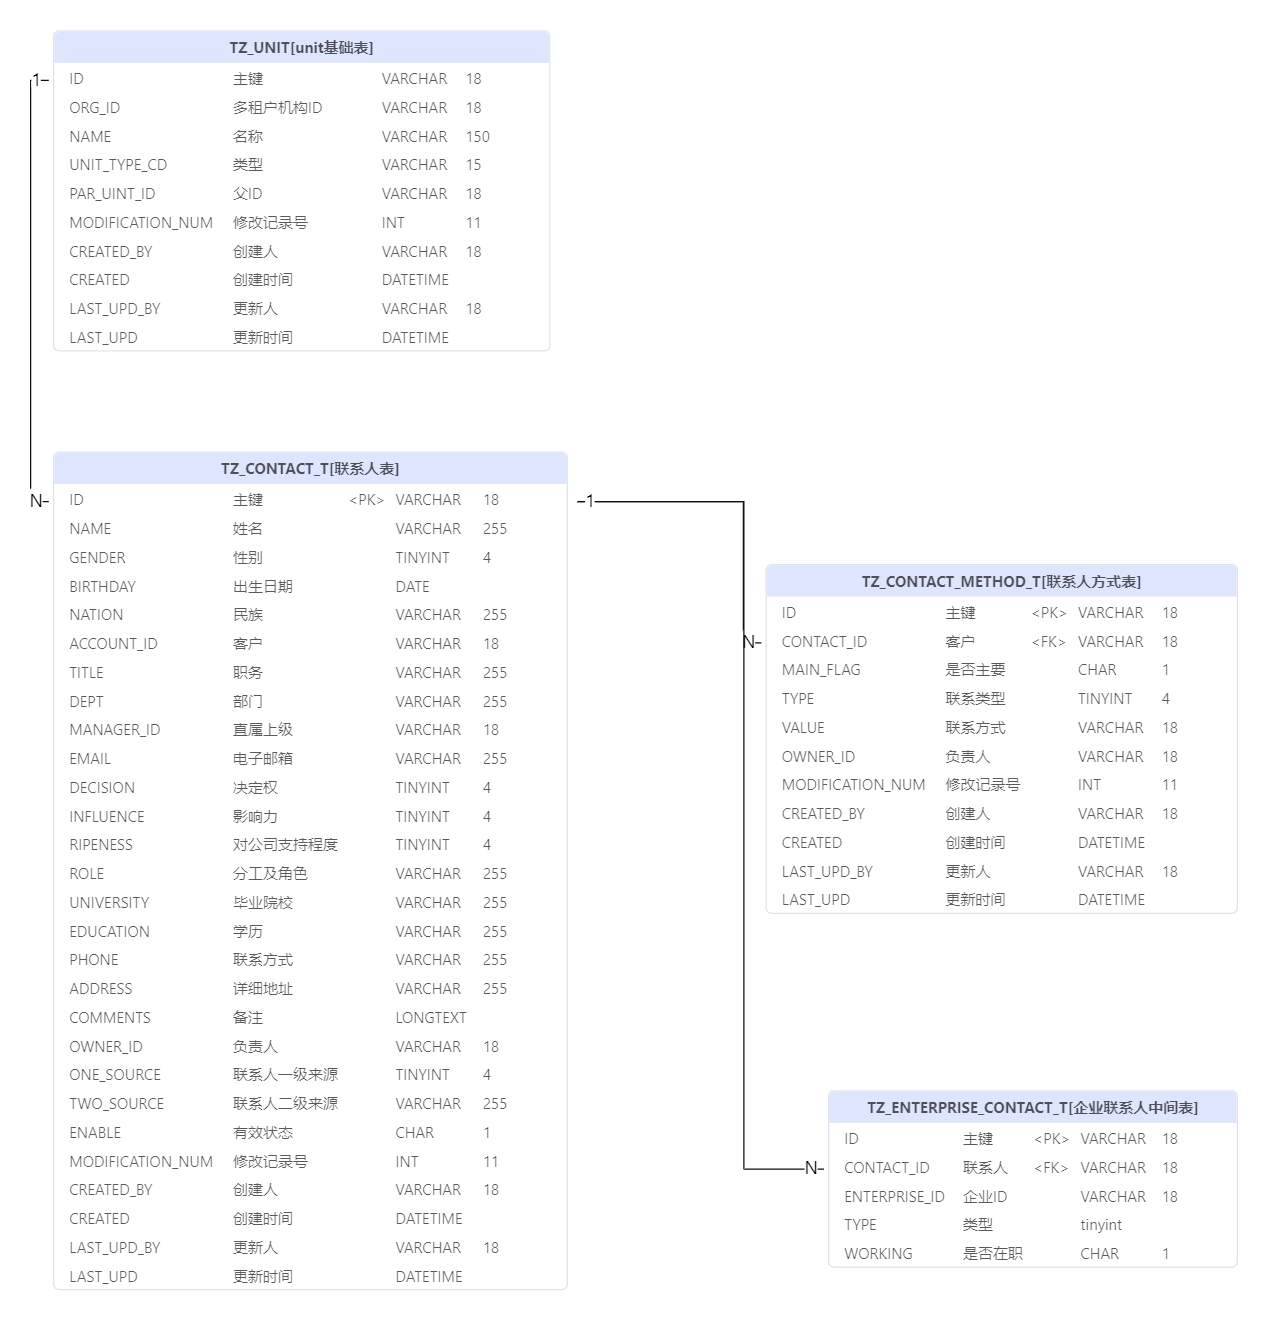 TZ_UNIT[unit基础表]
1 ID 主键 VARCHAR 18
ORG_ID 多租户机构ID VARCHAR 18
NAME 名称 VARCHAR 150
UNIT_TYPE_CD 类型 VARCHAR 15
PAR_UINT_ID 父ID VARCHAR 18
MODIFICATION_NUM 修改记录号 INT 11
CREATED_BY 创建人 VARCHAR 18
CREATED 创建时间 DATETIME
LAST_UPD_BY 更新人 VARCHAR 18
LAST_UPD 更新时间 DATETIME
TZ_CONTACT_T[联系人表]
N ID 主键 <PK> VARCHAR 18 1
NAME 姓名 VARCHAR 255
GENDER 性别 TINYINT 4
BIRTHDAY 出生日期 DATE
NATION 民族 VARCHAR 255
ACCOUNT_ID 客户 VARCHAR 18
TITLE 职务 VARCHAR 255
DEPT 部门 VARCHAR 255
MANAGER_ID 直属上级 VARCHAR 18
EMAIL 电子邮箱 VARCHAR 255
DECISION 决定权 TINYINT 4
INFLUENCE 影响力 TINYINT 4
RIPENESS 对公司支持程度 TINYINT 4
ROLE 分工及角色 VARCHAR 255
UNIVERSITY 毕业院校 VARCHAR 255
EDUCATION 学历 VARCHAR 255
PHONE 联系方式 VARCHAR 255
ADDRESS 详细地址 VARCHAR 255
COMMENTS 备注 LONGTEXT
OWNER_ID 负责人 VARCHAR 18
ONE_SOURCE 联系人一级来源 TINYINT 4
TWO_SOURCE 联系人二级来源 VARCHAR 255
ENABLE 有效状态 CHAR 1
MODIFICATION_NUM 修改记录号 INT 11
CREATED_BY 创建人 VARCHAR 18
CREATED 创建时间 DATETIME
LAST_UPD_BY 更新人 VARCHAR 18
LAST_UPD 更新时间 DATETIME
TZ_CONTACT_METHOD_T[联系人方式表]
ID 主键 <PK> VARCHAR 18
N CONTACT_ID 客户 <FK> VARCHAR 18
MAIN_FLAG 是否主要 CHAR 1
TYPE 联系类型 TINYINT 4
VALUE 联系方式 VARCHAR 18
OWNER_ID 负责人 VARCHAR 18
MODIFICATION_NUM 修改记录号 INT 11
CREATED_BY 创建人 VARCHAR 18
CREATED 创建时间 DATETIME
LAST_UPD_BY 更新人 VARCHAR 18
LAST_UPD 更新时间 DATETIME
TZ_ENTERPRISE_CONTACT_T[企业联系人中间表]
ID 主键 <PK> VARCHAR 18
N CONTACT_ID 联系人 <FK> VARCHAR 18
ENTERPRISE_ID 企业ID VARCHAR 18
TYPE 类型 tinyint
WORKING 是否在职 CHAR 1